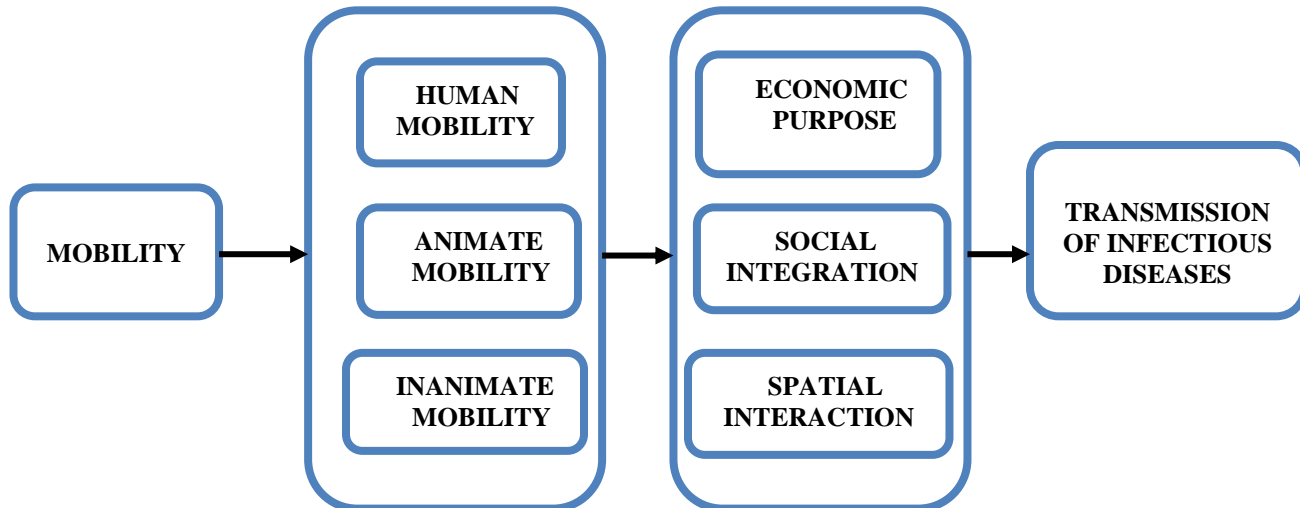 MOBILITY
HUMAN
MOBILITY
ANIMATE
MOBILITY
INANIMATE
MOBILITY
ECONOMIC
PURPOSE
SOCIAL
INTEGRATION
SPATIAL
INTERACTION
TRANSMISSION
OF INFECTIOUS
DISEASES